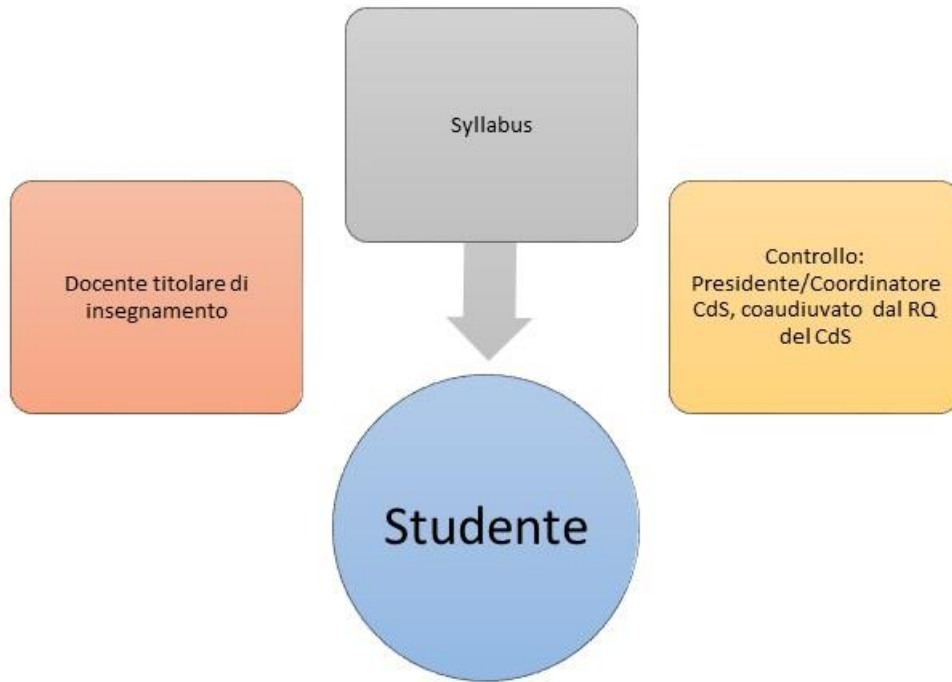 Syllabus
Docente titolare di
insegnamento
Controllo:
Presidente/Coordinatore
CdS, coaudiuvato dal RQ
del CdS
Studente